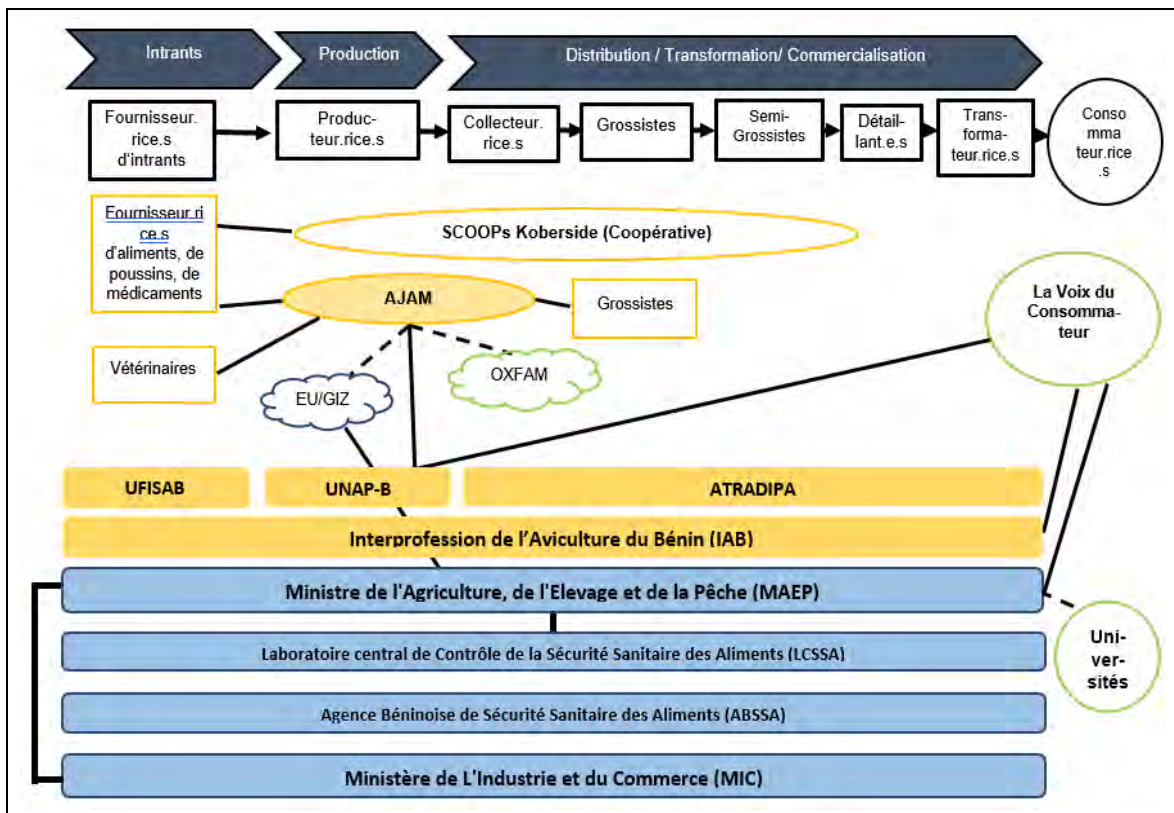 Intrants
Production
Distribution / Transformation/ Commercialisation
Fournisseur.
rice.s
d'intrants
Produc-
teur.rice.s
Collecteur.
rice.s
Grossistes
Semi-
Grossistes
Détail-
lant.e.s
Trans-
forma-
teur.rice.s
Conso
mma
teur.rice
.s
Fournisseur.ri
ce.s
d'aliments, de
poussins, de
médicaments
SCOOPs Koberside (Coopérative)
AJAM
Grossistes
La Voix du
Consomma-
teur
Vétérinaires
EU/GIZ
OXFAM
UFISAB
UNAP-B
ATRADIPA
Interprofession de l'Aviculture du Bénin (IAB)
Ministre de l'Agriculture, de l'Elevage et de la Pêche (MAEP)
Laboratoire central de Contrôle de la Sécurité Sanitaire des Aliments (LCSSA)
Uni-
ver-
sités
Agence Béninoise de Sécurité Sanitaire des Aliments (ABSSA)
Ministère de L'Industrie et du Commerce (MIC)